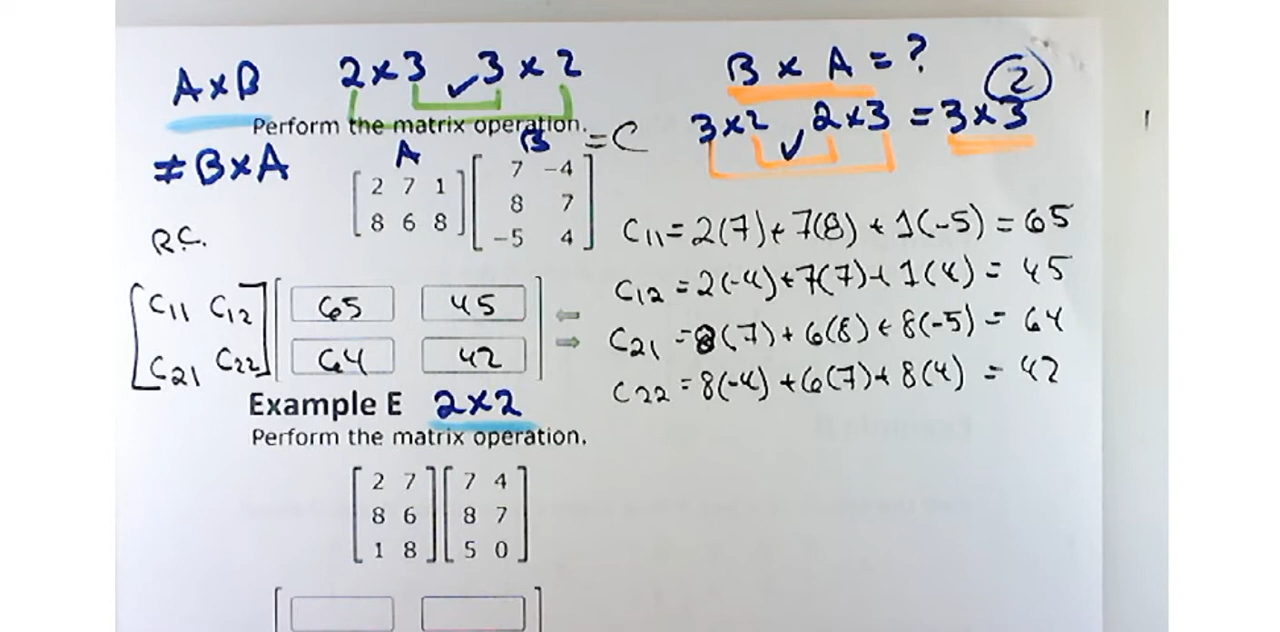 A x B 2 x 3 ✓ 3 x 2
B x A = ? 2
3 x 2 ✓ 2 x 3 = 3 x 3
Perform the matrix operation.
≠ B x A A B = C
2 7 1 7 -4
8 6 8 8 7
-5 4
R.C.
C11 = 2(7) + 7(8) + 1(-5) = 65
C12 = 2(-4) + 7(7) + 1(4) = 45
C21 = 8(7) + 6(8) + 8(-5) = 64
C22 = 8(-4) + 6(7) + 8(4) = 42
C11 C12 65 45 ⇐
C21 C22 64 42 ⇒
Example E 2x2
Perform the matrix operation.
2 7 7 4
8 6 8 7
1 8 5 0